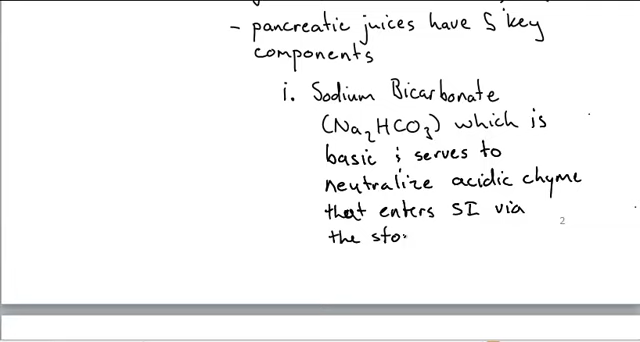 - pancreatic juices have 5 key
components
i. Sodium Bicarbonate
(Na₂HCO₃) which is
basic & serves to
neutralize acidic chyme
that enters SI via
the sto
2